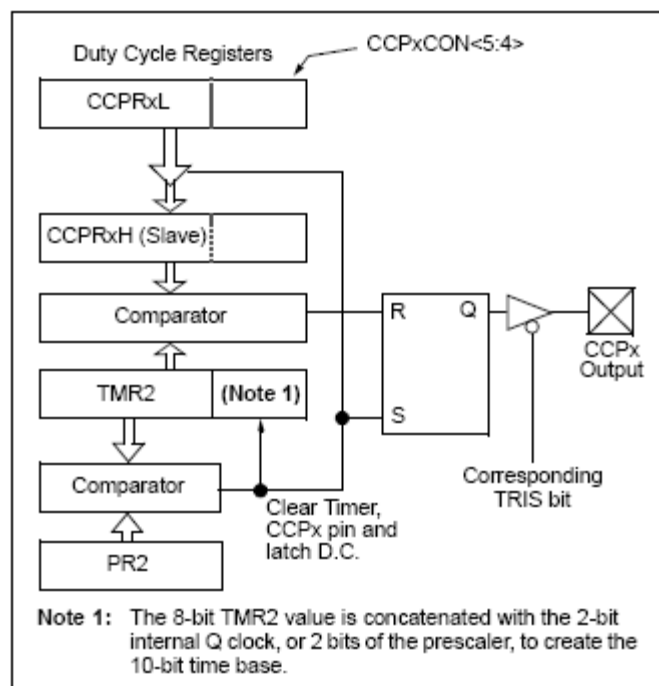 Duty Cycle Registers
CCPxCON<5:4>
CCPRxL
CCPRxH (Slave)
Comparator
R
Q
S
CCPx
Output
TMR2
(Note 1)
Comparator
Clear Timer,
CCPx pin and
latch D.C.
Corresponding
TRIS bit
PR2
Note 1: The 8-bit TMR2 value is concatenated with the 2-bit
internal Q clock, or 2 bits of the prescaler, to create the
10-bit time base.